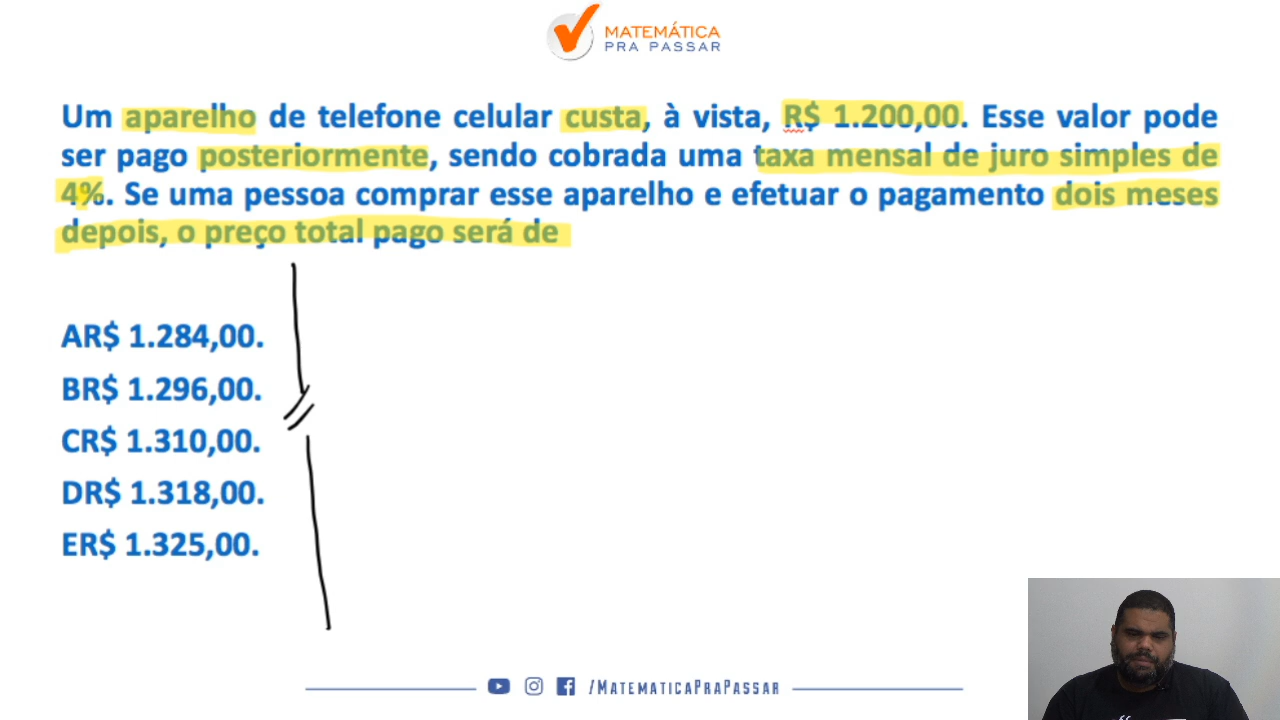 MATEMÁTICA
PRA PASSAR
Um aparelho de telefone celular custa, à vista, R$ 1.200,00. Esse valor pode
ser pago posteriormente, sendo cobrada uma taxa mensal de juro simples de
4%. Se uma pessoa comprar esse aparelho e efetuar o pagamento dois meses
depois, o preço total pago será de
AR$ 1.284,00.
BR$ 1.296,00.
CR$ 1.310,00.
DR$ 1.318,00.
ER$ 1.325,00.
/MATEMATICAPRAPASSAR